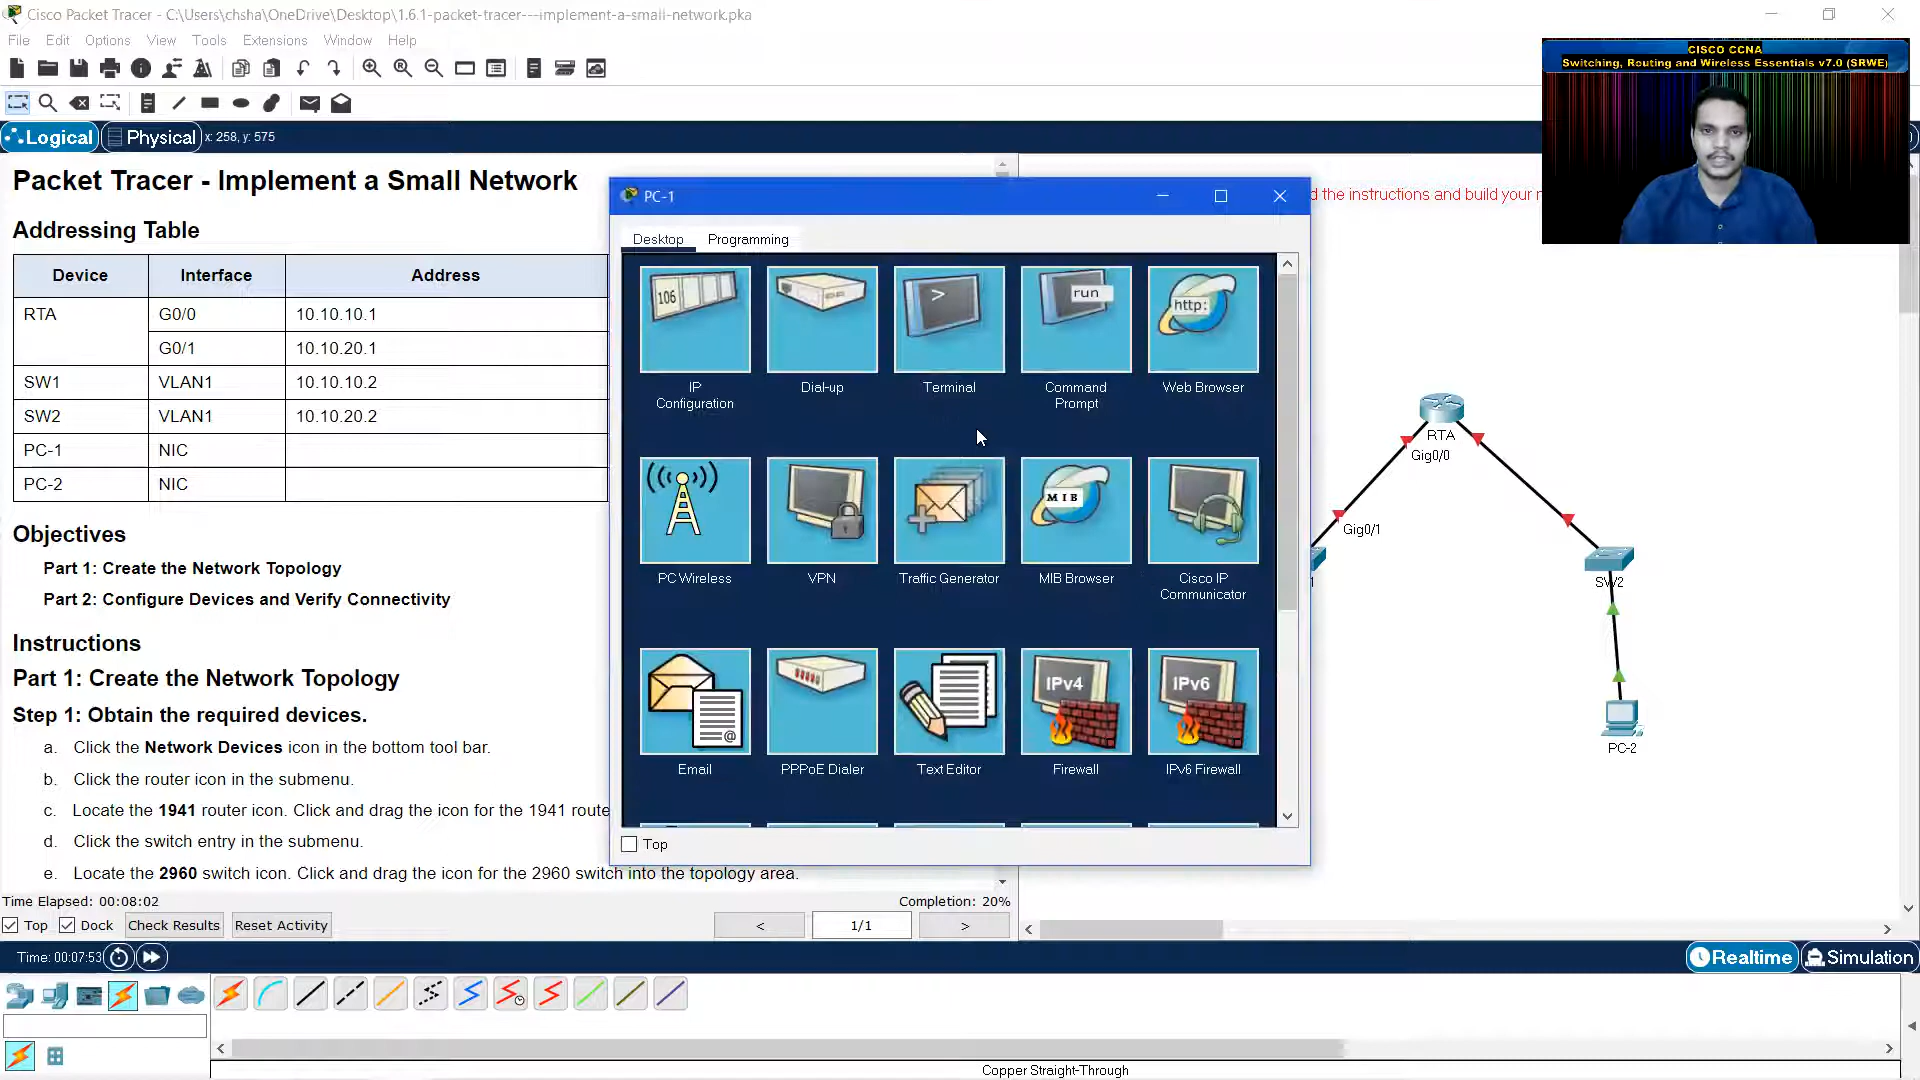 Cisco Packet Tracer - C:\Users\chsha\OneDrive\Desktop\1.6.1-packet-tracer---implement-a-small-network.pka
File Edit Options View Tools Extensions Window Help
CISCO CCNA
Switching, Routing and Wireless Essentials v7.0 (SRWE)
Logical Physical x: 258, y: 575
Packet Tracer - Implement a Small Network
Addressing Table
Device Interface Address
RTA G0/0 10.10.10.1
G0/1 10.10.20.1
SW1 VLAN1 10.10.10.2
SW2 VLAN1 10.10.20.2
PC-1 NIC
PC-2 NIC
Objectives
Part 1: Create the Network Topology
Part 2: Configure Devices and Verify Connectivity
Instructions
Part 1: Create the Network Topology
Step 1: Obtain the required devices.
a. Click the Network Devices icon in the bottom tool bar.
b. Click the router icon in the submenu.
c. Locate the 1941 router icon. Click and drag the icon for the 1941 route
d. Click the switch entry in the submenu.
e. Locate the 2960 switch icon. Click and drag the icon for the 2960 switch into the topology area.
Time Elapsed: 00:08:02 Completion: 20%
Top Dock Check Results Reset Activity < 1/1 >
PC-1
Desktop Programming
106
>
run
http:
IP Configuration
Dial-up
Terminal
Command Prompt
Web Browser
MIB
PC Wireless
VPN
Traffic Generator
MIB Browser
Cisco IP Communicator
@
IPv4
IPv6
Email
PPPoE Dialer
Text Editor
Firewall
IPv6 Firewall
Top
d the instructions and build your n
RTA
Gig0/0
Gig0/1
1
SW2
PC-2
Time: 00:07:53
Realtime Simulation
Copper Straight-Through